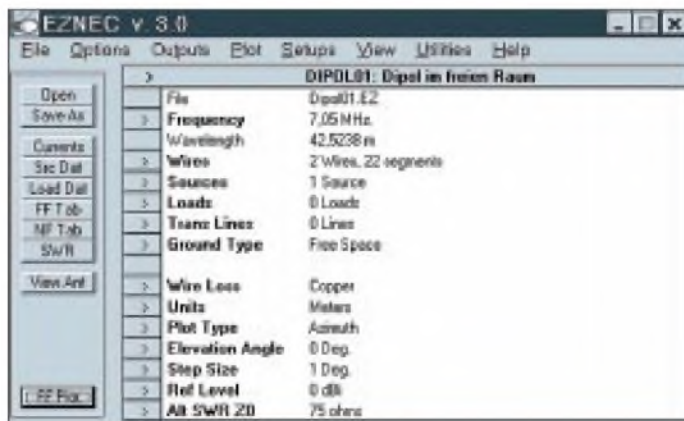 EZNEC v. 3.0
File Options Outputs Plot Setups View Utilities Help
> DIPOL01: Dipol im freien Raum
Open
Save As
Currents
Src Dat
Load Dat
FF Tab
NF Tab
SWR
View Ant
FF Plot
File Dipol01.EZ
> Frequency 7,05 MHz.
Wavelength 42,5238 m
> Wires 2 Wires, 22 segments
> Sources 1 Source
> Loads 0 Loads
> Trans Lines 0 Lines
> Ground Type Free Space
> Wire Loss Copper
> Units Meters
> Plot Type Azimuth
> Elevation Angle 0 Deg.
> Step Size 1 Deg.
> Ref Level 0 dBi
> Alt SWR Z0 75 ohms